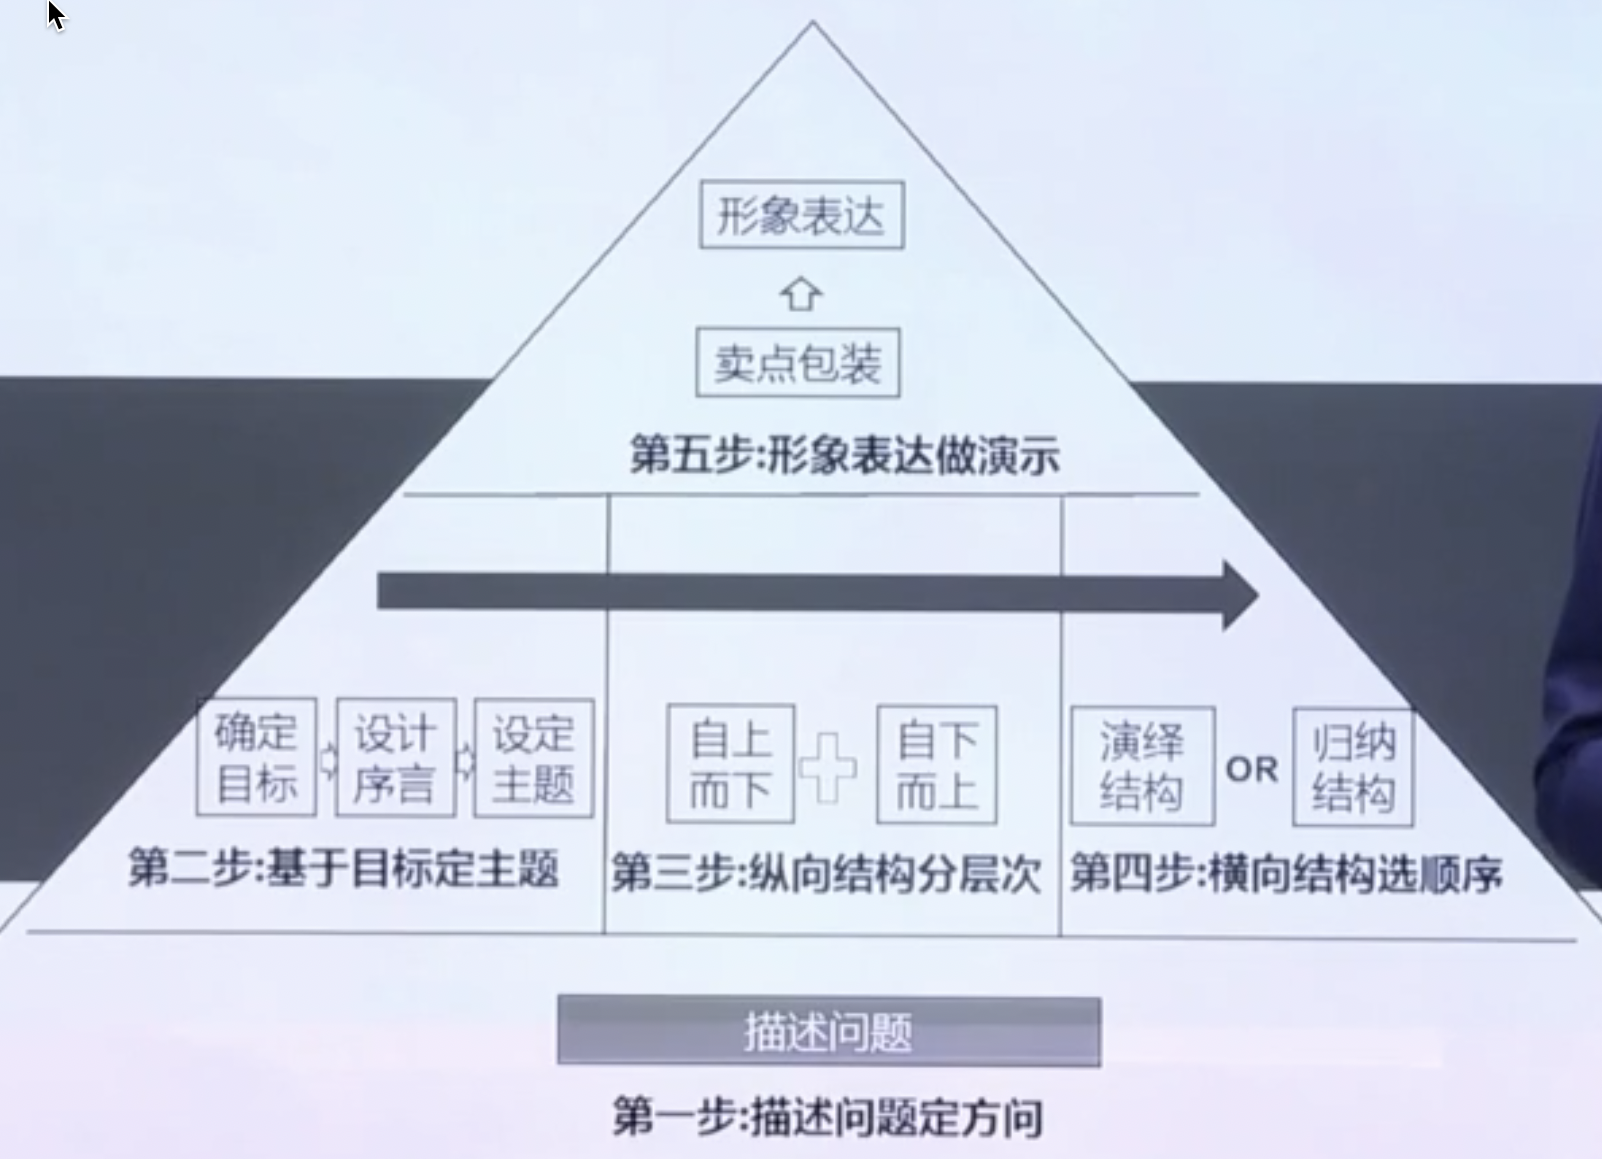 形象表达
卖点包装
第五步:形象表达做演示
确定
目标
设计
序言
设定
主题
第二步:基于目标定主题
自上
而下
自下
而上
第三步:纵向结构分层次
演绎
结构
OR
归纳
结构
第四步:横向结构选顺序
描述问题
第一步:描述问题定方问